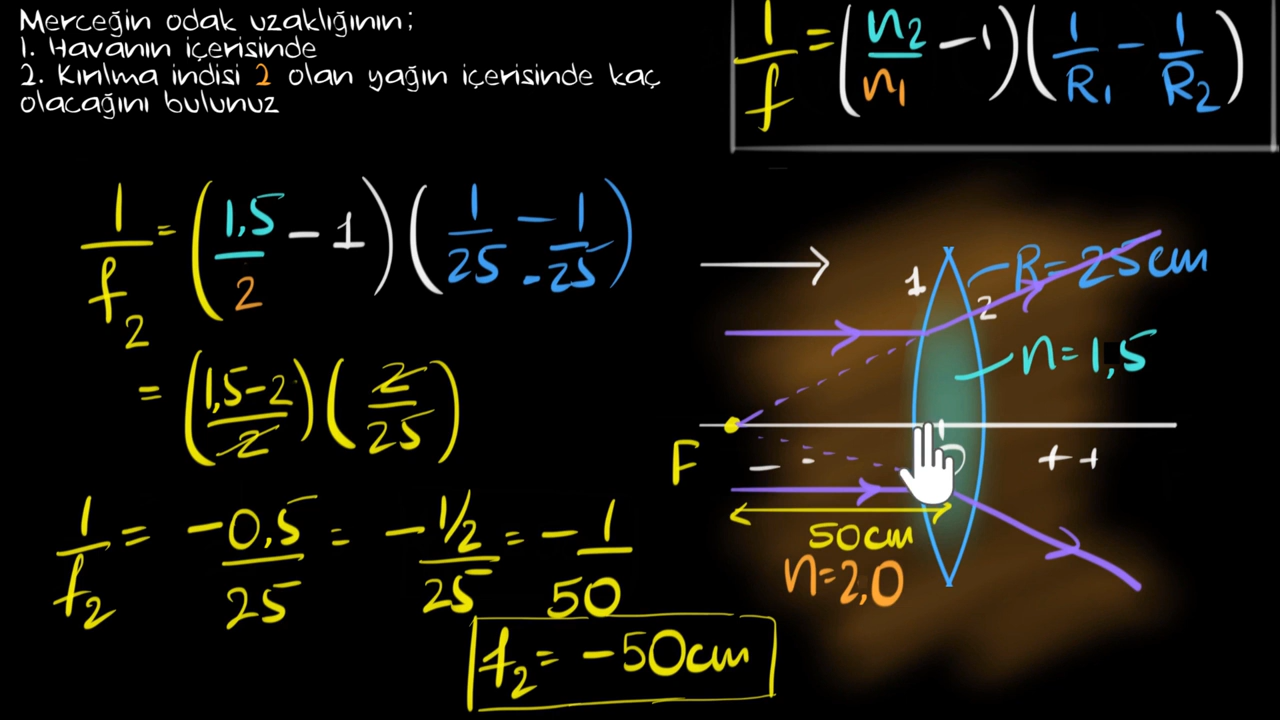 Merceğin odak uzaklığının;
1. Havanın içerisinde
2. Kırılma indisi 2 olan yağın içerisinde kaç
olacağını bulunuz
1/f = (n2/n1 - 1)(1/R1 - 1/R2)
1/f2 = (1,5/2 - 1)(1/25 - 1/-25)
= (1,5-2/2)(2/25)
1/f2 = -0,5/25 = -1/2/25 = -1/50
f2 = -50cm
1
R = 25cm
2
n = 1,5
F
- -
+ +
50cm
n=2,0